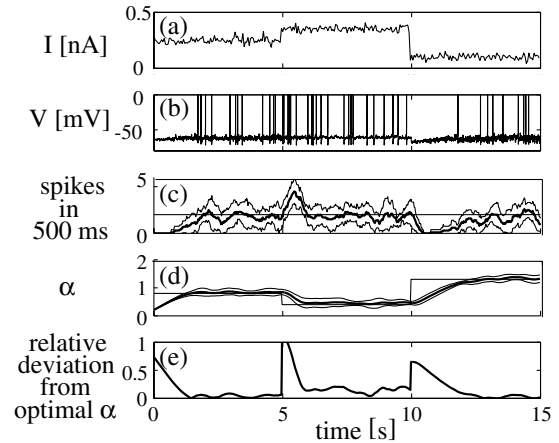 0.5
(a)
I [nA]
0
(b)
V [mV]
-50
5
(c)
spikes
in
500 ms
0
2
(d)
α
1
0
1
(e)
relative
deviation
from
optimal α
0.5
0
0
5
10
15
time [s]